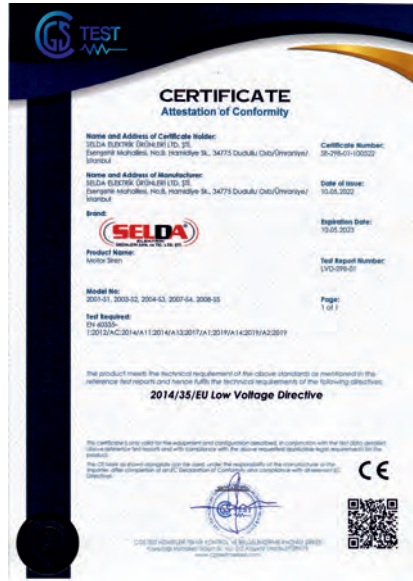 GS TEST
CERTIFICATE
Attestation of Conformity
Name and Address of Certificate Holder:
SELDA ELEKTRİK ÜRÜNLERİ LTD. ŞTİ.
Esenşehir Mahallesi, No:8, Hamidiye Sk., 34775 Dudullu Osb/Ümraniye/
İstanbul
Certificate Number:
SE-298-01-100522
Name and Address of Manufacturer:
SELDA ELEKTRİK ÜRÜNLERİ LTD. ŞTİ.
Esenşehir Mahallesi, No:8, Hamidiye Sk., 34775 Dudullu Osb/Ümraniye/
İstanbul
Date of Issue:
10.05.2022
Brand:
SELDA
Expiration Date:
10.05.2023
Product Name:
Motor Siren
Test Report Number:
LVD-298-01
Model No:
2001-S1, 2003-S2, 2004-S3, 2007-S4, 2008-S5
Page:
1 of 1
Test Required:
EN 60335-
1:2012/AC:2014/A11:2014/A13:2017/A1:2019/A14:2019/A2:2019
The product meets the technical requirement of the above standards as mentioned in the
reference test reports and hence fulfils the technical requirements of the following directives.
2014/35/EU Low Voltage Directive
CE